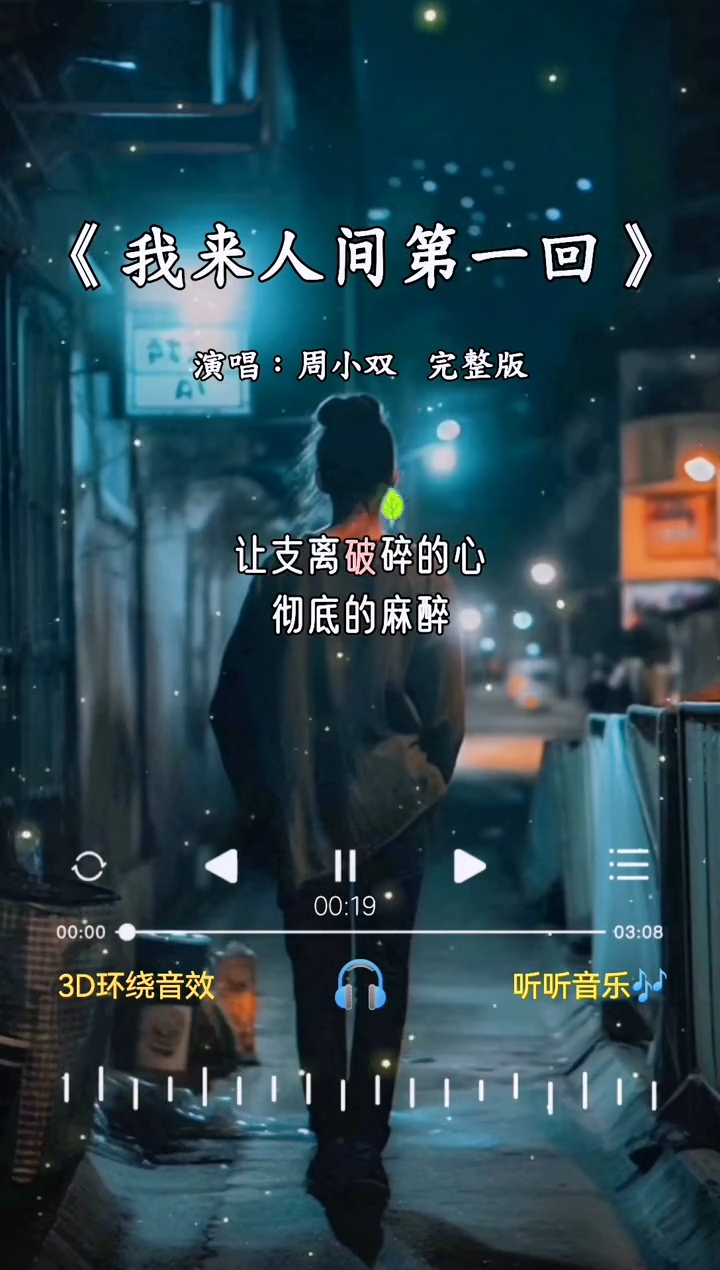 《我来人间第一回》
演唱：周小双 完整版
让支离破碎的心
彻底的麻醉
00:19
00:00 03:08
3D环绕音效 听听音乐